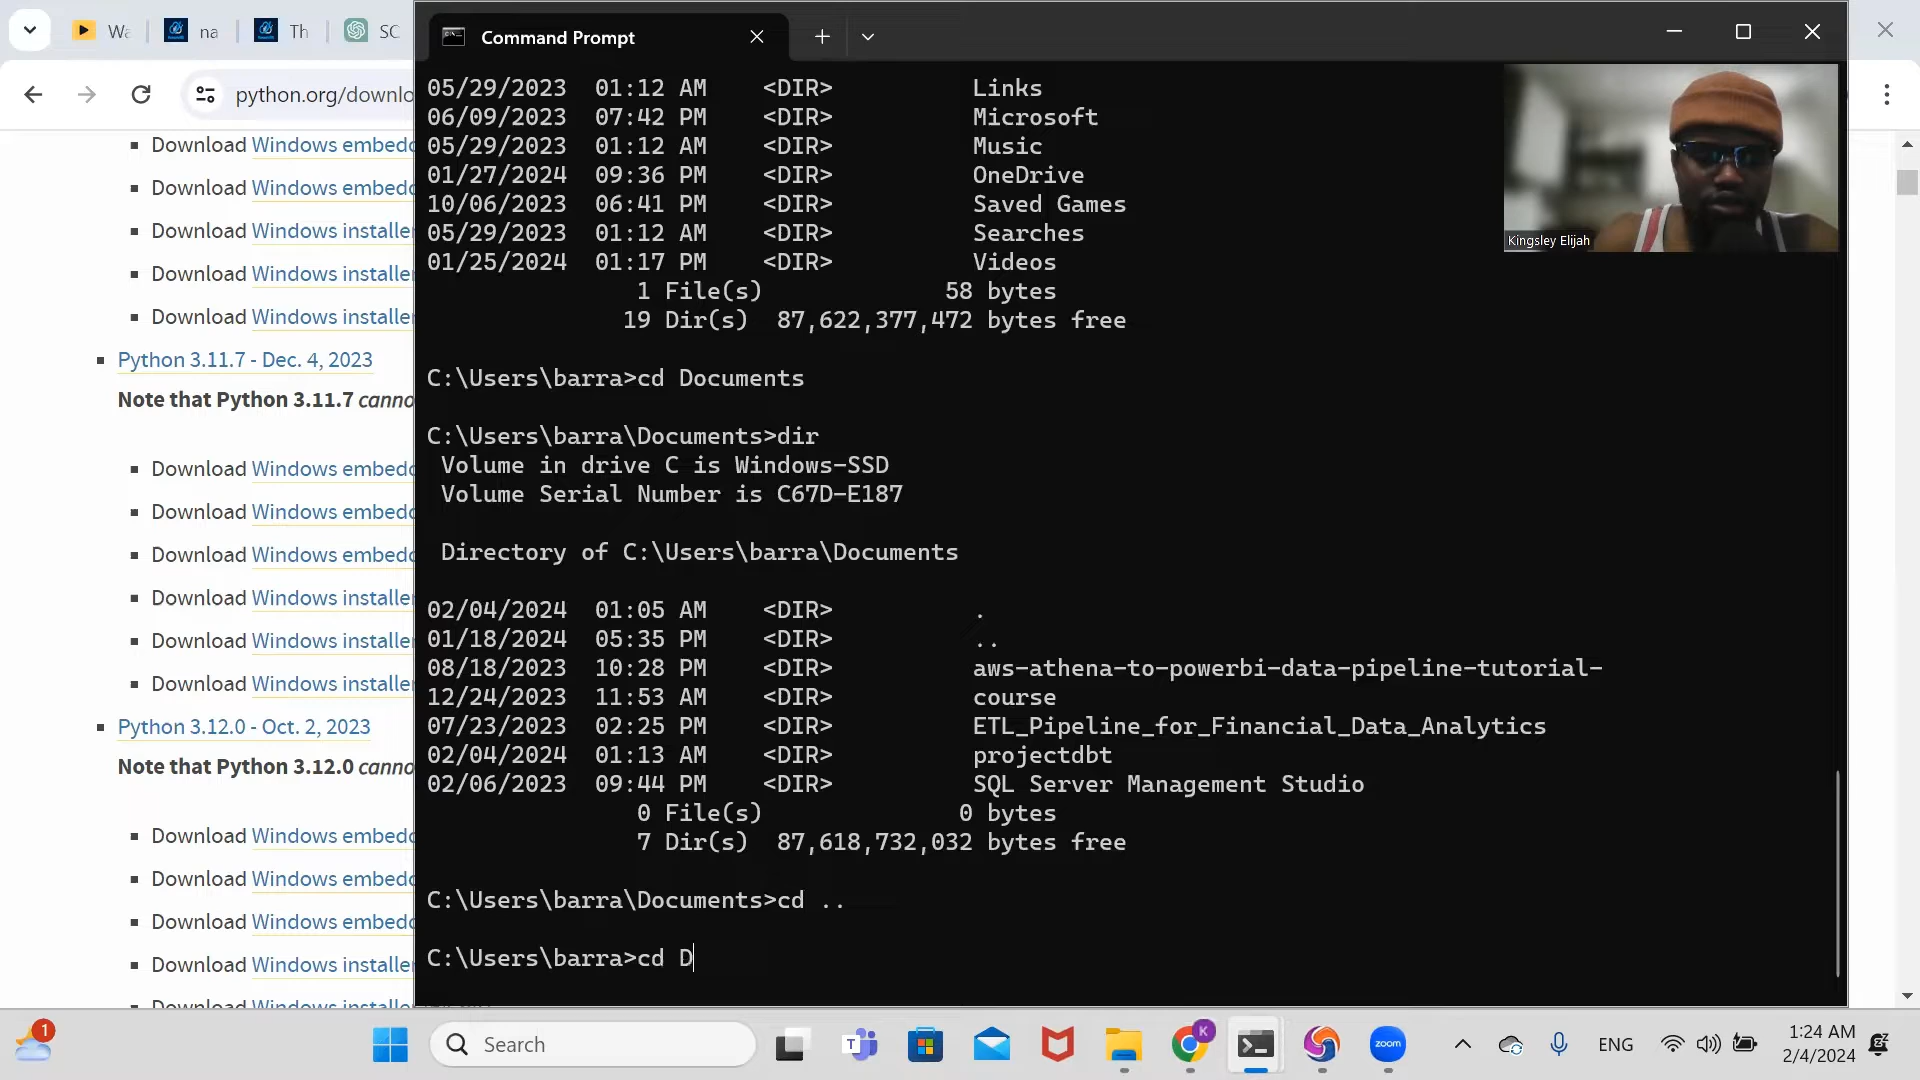 Wa
na
Th
SC
Command Prompt
python.org/downlo
Download Windows embedd
Download Windows embedd
Download Windows installer
Download Windows installer
Download Windows installer
Python 3.11.7 - Dec. 4, 2023
Note that Python 3.11.7 canno
Download Windows embedd
Download Windows embedd
Download Windows embedd
Download Windows installer
Download Windows installer
Download Windows installer
Python 3.12.0 - Oct. 2, 2023
Note that Python 3.12.0 canno
Download Windows embedd
Download Windows embedd
Download Windows embedd
Download Windows installer
Download Windows installer
05/29/2023  01:12 AM    <DIR>          Links
06/09/2023  07:42 PM    <DIR>          Microsoft
05/29/2023  01:12 AM    <DIR>          Music
01/27/2024  09:36 PM    <DIR>          OneDrive
10/06/2023  06:41 PM    <DIR>          Saved Games
05/29/2023  01:12 AM    <DIR>          Searches
01/25/2024  01:17 PM    <DIR>          Videos
1 File(s)             58 bytes
19 Dir(s)  87,622,377,472 bytes free
C:\Users\barra>cd Documents
C:\Users\barra\Documents>dir
Volume in drive C is Windows-SSD
Volume Serial Number is C67D-E187
Directory of C:\Users\barra\Documents
02/04/2024  01:05 AM    <DIR>          .
01/18/2024  05:35 PM    <DIR>          ..
08/18/2023  10:28 PM    <DIR>          aws-athena-to-powerbi-data-pipeline-tutorial-
12/24/2023  11:53 AM    <DIR>          course
07/23/2023  02:25 PM    <DIR>          ETL_Pipeline_for_Financial_Data_Analytics
02/04/2024  01:13 AM    <DIR>          projectdbt
02/06/2023  09:44 PM    <DIR>          SQL Server Management Studio
0 File(s)              0 bytes
7 Dir(s)  87,618,732,032 bytes free
C:\Users\barra\Documents>cd ..
C:\Users\barra>cd D
Kingsley Elijah
1
Search
T
K
zoom
ENG
1:24 AM
2/4/2024